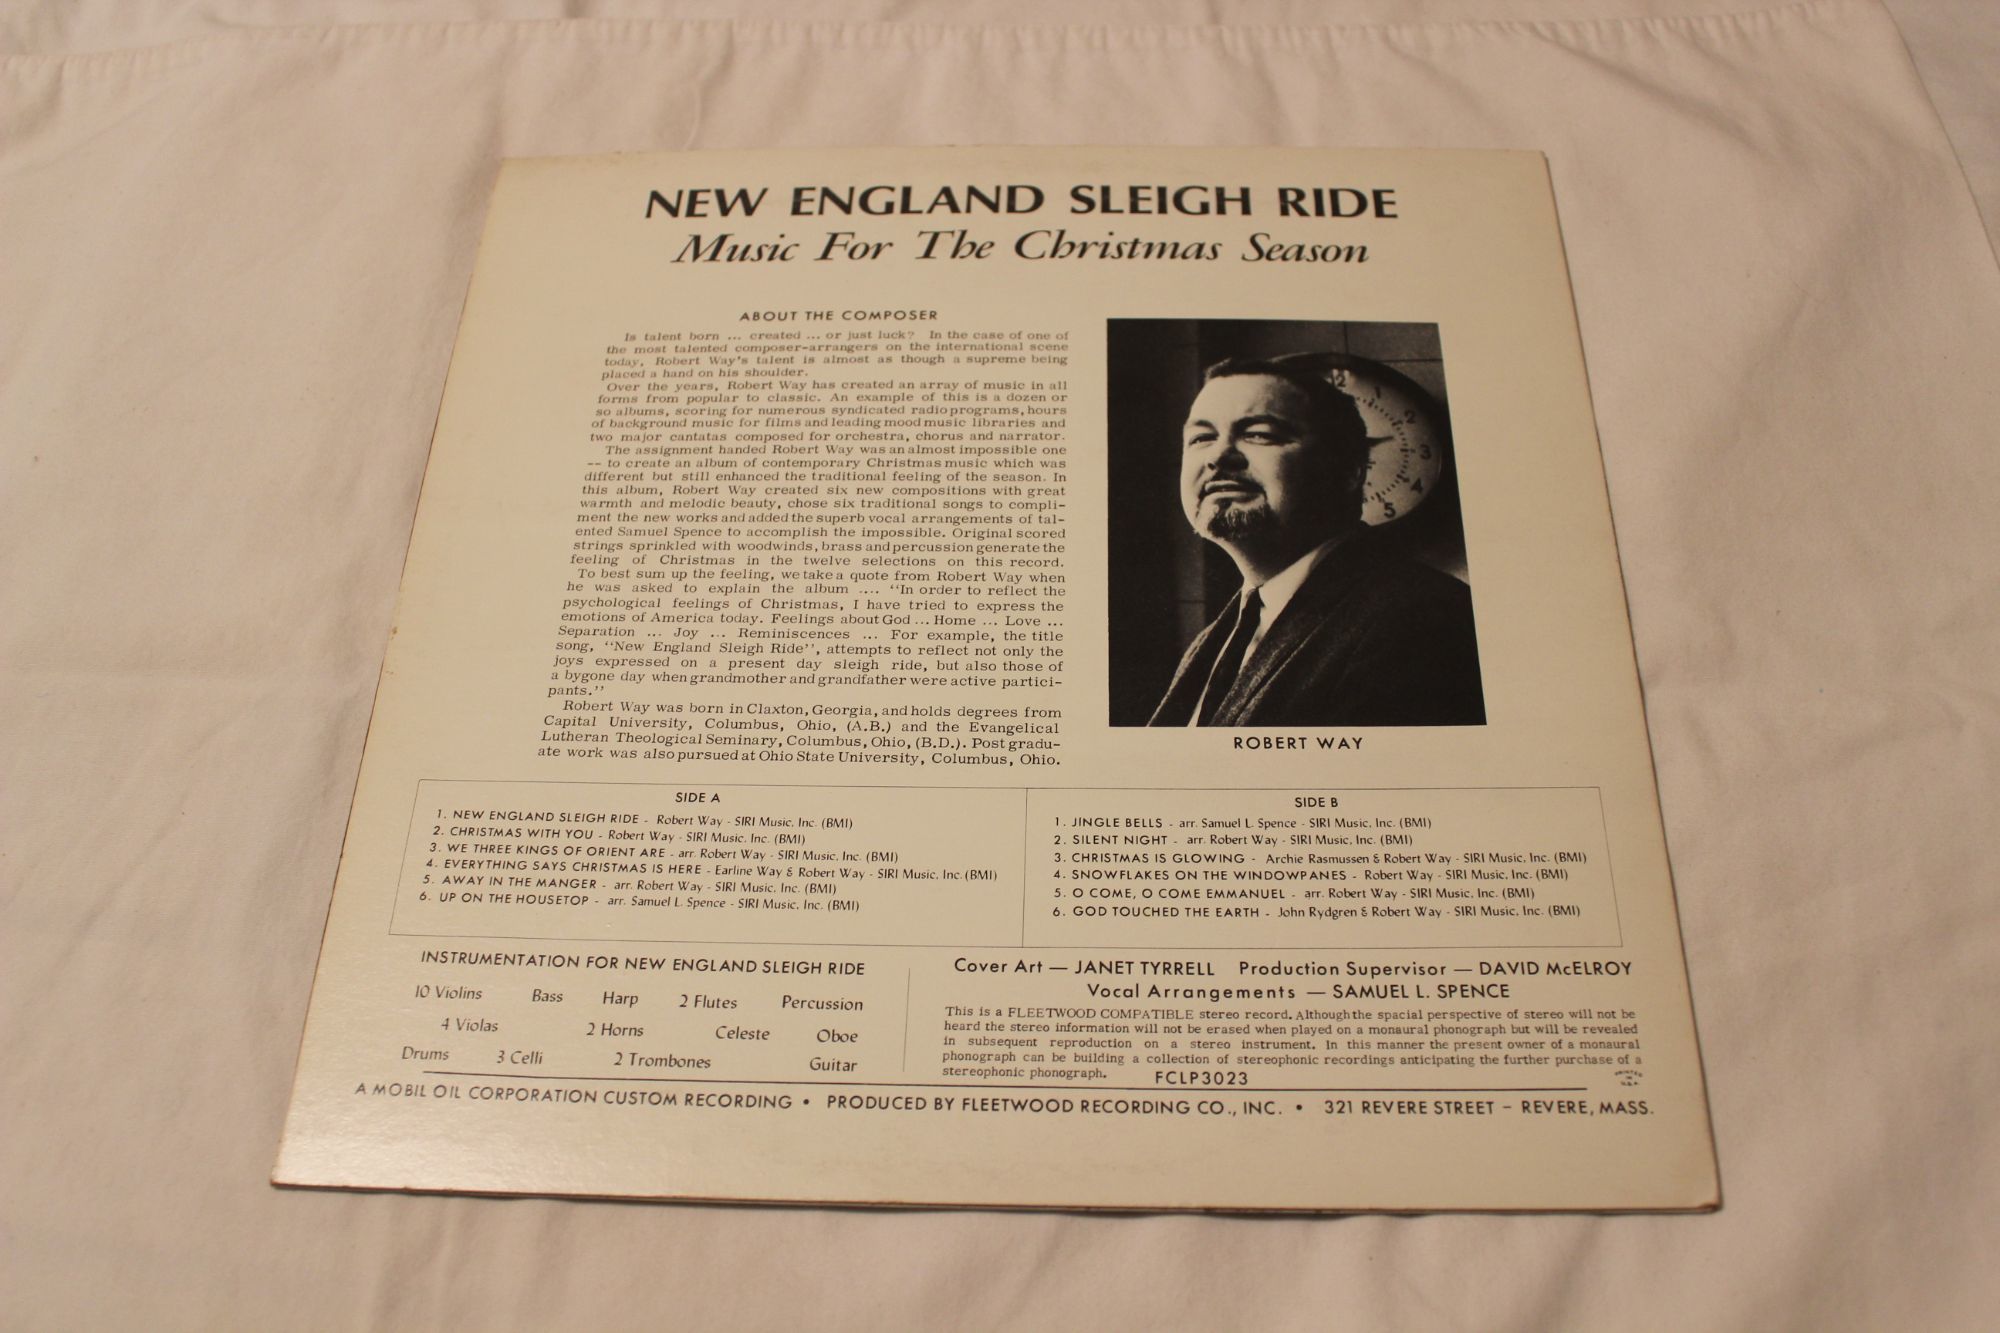 NEW ENGLAND SLEIGH RIDE
Music For The Christmas Season
ABOUT THE COMPOSER
Is talent born ... created ... or just luck? In the case of one of
the most talented composer-arrangers on the international scene
today, Robert Way's talent is almost as though a supreme being
placed a hand on his shoulder.
Over the years, Robert Way has created an array of music in all
forms from popular to classic. An example of this is a dozen or
so albums, scoring for numerous syndicated radio programs, hours
of background music for films and leading mood music libraries and
two major cantatas composed for orchestra, chorus and narrator.
The assignment handed Robert Way was an almost impossible one
-- to create an album of contemporary Christmas music which was
different but still enhanced the traditional feeling of the season. In
this album, Robert Way created six new compositions with great
warmth and melodic beauty, chose six traditional songs to compli-
ment the new works and added the superb vocal arrangements of tal-
ented Samuel Spence to accomplish the impossible. Original scored
strings sprinkled with woodwinds, brass and percussion generate the
feeling of Christmas in the twelve selections on this record.
To best sum up the feeling, we take a quote from Robert Way when
he was asked to explain the album .... "In order to reflect the
psychological feelings of Christmas, I have tried to express the
emotions of America today. Feelings about God ... Home ... Love ...
Separation ... Joy ... Reminiscences ... For example, the title
song, "New England Sleigh Ride", attempts to reflect not only the
joys expressed on a present day sleigh ride, but also those of
a bygone day when grandmother and grandfather were active partici-
pants."
Robert Way was born in Claxton, Georgia, and holds degrees from
Capital University, Columbus, Ohio, (A.B.) and the Evangelical
Lutheran Theological Seminary, Columbus, Ohio, (B.D.). Post gradu-
ate work was also pursued at Ohio State University, Columbus, Ohio.
12
1
2
3
4
5
ROBERT WAY
SIDE A
1. NEW ENGLAND SLEIGH RIDE - Robert Way - SIRI Music, Inc. (BMI)
2. CHRISTMAS WITH YOU - Robert Way - SIRI Music, Inc. (BMI)
3. WE THREE KINGS OF ORIENT ARE - arr. Robert Way - SIRI Music, Inc. (BMI)
4. EVERYTHING SAYS CHRISTMAS IS HERE - Earline Way & Robert Way - SIRI Music, Inc. (BMI)
5. AWAY IN THE MANGER - arr. Robert Way - SIRI Music, Inc. (BMI)
6. UP ON THE HOUSETOP - arr. Samuel L. Spence - SIRI Music, Inc. (BMI)
SIDE B
1. JINGLE BELLS - arr. Samuel L. Spence - SIRI Music, Inc. (BMI)
2. SILENT NIGHT - arr. Robert Way - SIRI Music, Inc. (BMI)
3. CHRISTMAS IS GLOWING - Archie Rasmussen & Robert Way - SIRI Music, Inc. (BMI)
4. SNOWFLAKES ON THE WINDOWPANES - Robert Way - SIRI Music, Inc. (BMI)
5. O COME, O COME EMMANUEL - arr. Robert Way - SIRI Music, Inc. (BMI)
6. GOD TOUCHED THE EARTH - John Rydgren & Robert Way - SIRI Music, Inc. (BMI)
INSTRUMENTATION FOR NEW ENGLAND SLEIGH RIDE
10 Violins Bass Harp 2 Flutes Percussion
4 Violas 2 Horns Celeste Oboe
Drums 3 Celli 2 Trombones Guitar
Cover Art — JANET TYRRELL Production Supervisor — DAVID McELROY
Vocal Arrangements — SAMUEL L. SPENCE
This is a FLEETWOOD COMPATIBLE stereo record. Although the spacial perspective of stereo will not be
heard the stereo information will not be erased when played on a monaural phonograph but will be revealed
in subsequent reproduction on a stereo instrument. In this manner the present owner of a monaural
phonograph can be building a collection of stereophonic recordings anticipating the further purchase of a
stereophonic phonograph. FCLP3023
PRINTED
IN
U.S.A.
A MOBIL OIL CORPORATION CUSTOM RECORDING • PRODUCED BY FLEETWOOD RECORDING CO., INC. • 321 REVERE STREET – REVERE, MASS.